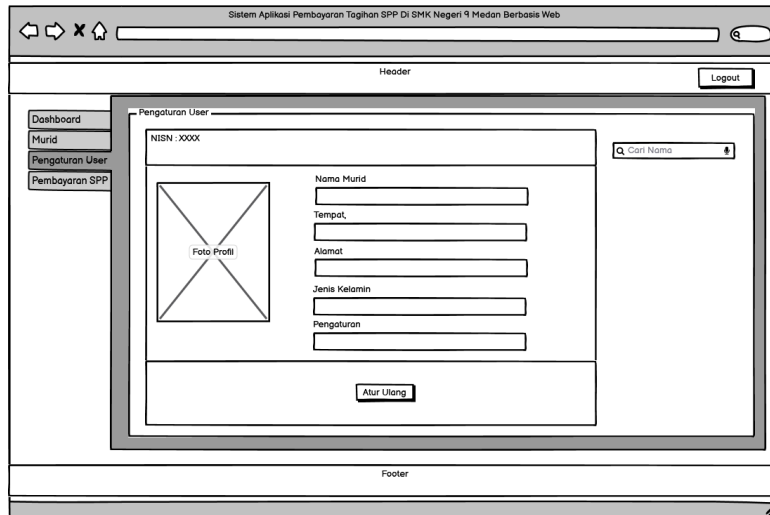 Sistem Aplikasi Pembayaran Tagihan SPP Di SMK Negeri 9 Medan Berbasis Web
Header
Logout
Dashboard
Murid
Pengaturan User
Pembayaran SPP
Pengaturan User
NISN : XXXX
Cari Nama
Foto Profil
Nama Murid
Tempat,
Alamat
Jenis Kelamin
Pengaturan
Atur Ulang
Footer